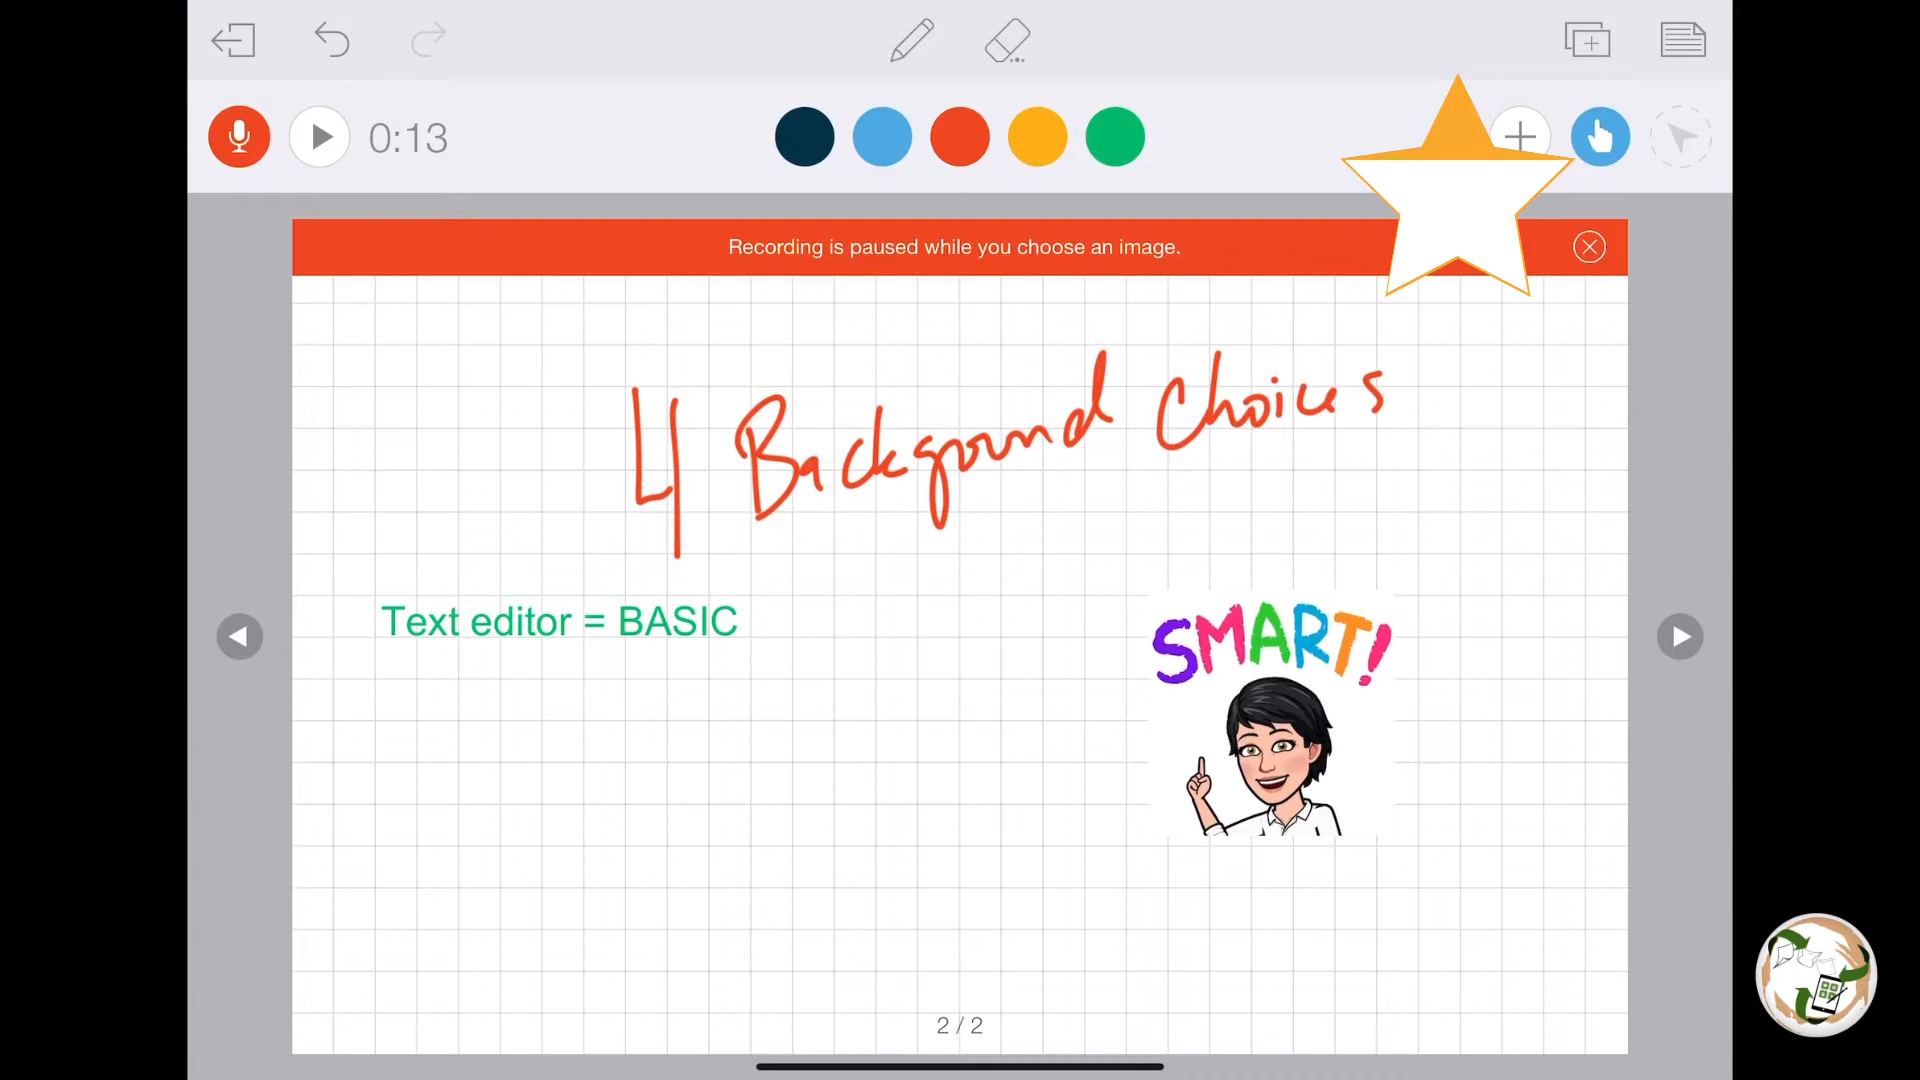 0:13
Recording is paused while you choose an image.
4 Background Choices
Text editor = BASIC
SMART!
2 / 2